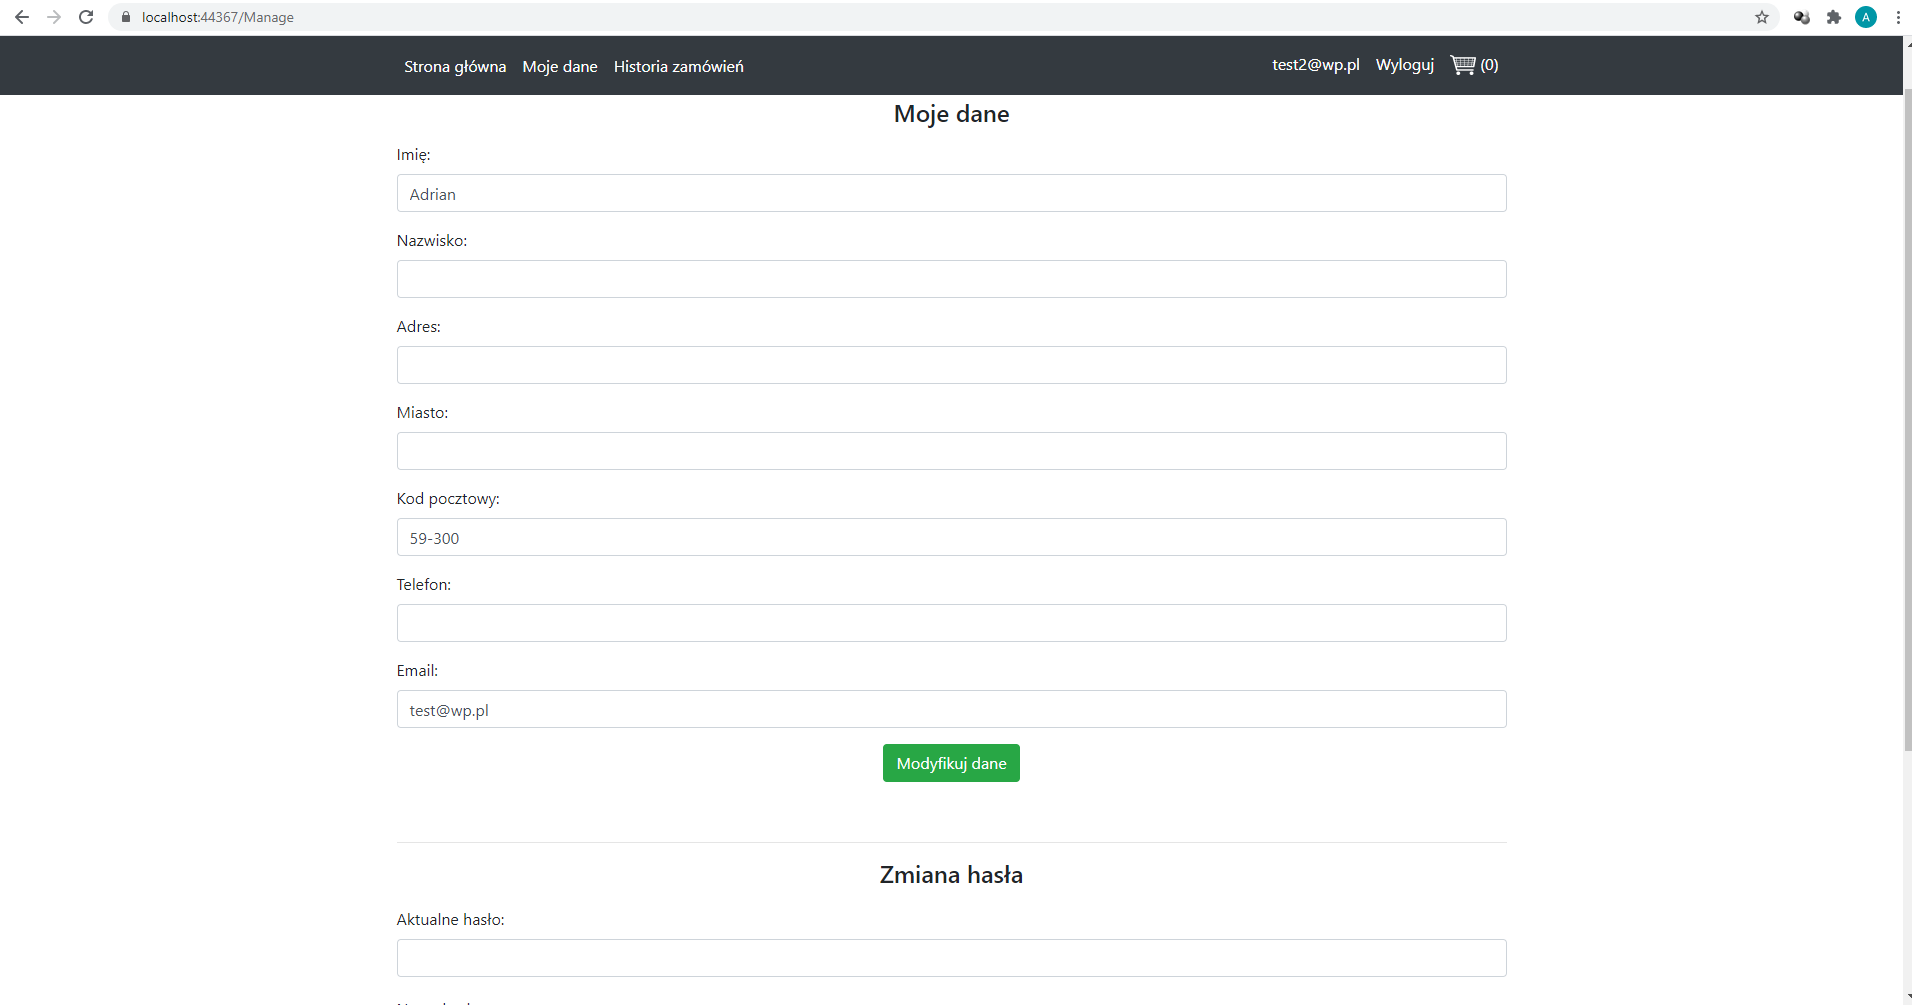 localhost:44367/Manage
A
Strona główna Moje dane Historia zamówień test2@wp.pl Wyloguj (0)
Moje dane
Imię:
Adrian
Nazwisko:
Adres:
Miasto:
Kod pocztowy:
59-300
Telefon:
Email:
test@wp.pl
Modyfikuj dane
Zmiana hasła
Aktualne hasło: